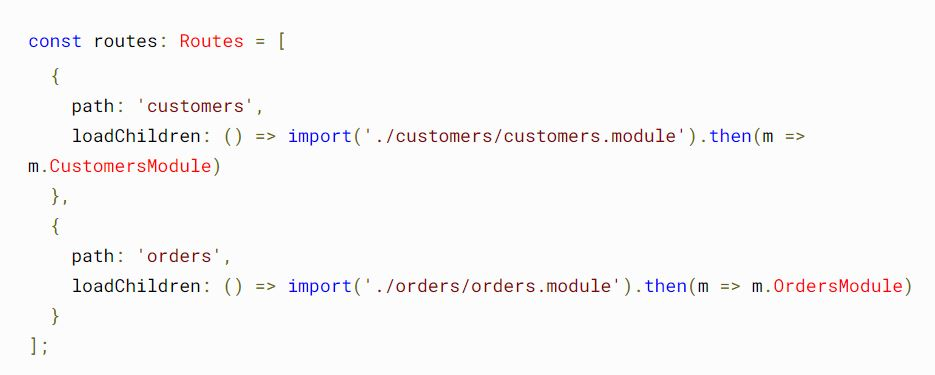 const routes: Routes = [
  {
    path: 'customers',
    loadChildren: () => import('./customers/customers.module').then(m =>
m.CustomersModule)
  },
  {
    path: 'orders',
    loadChildren: () => import('./orders/orders.module').then(m => m.OrdersModule)
  }
];